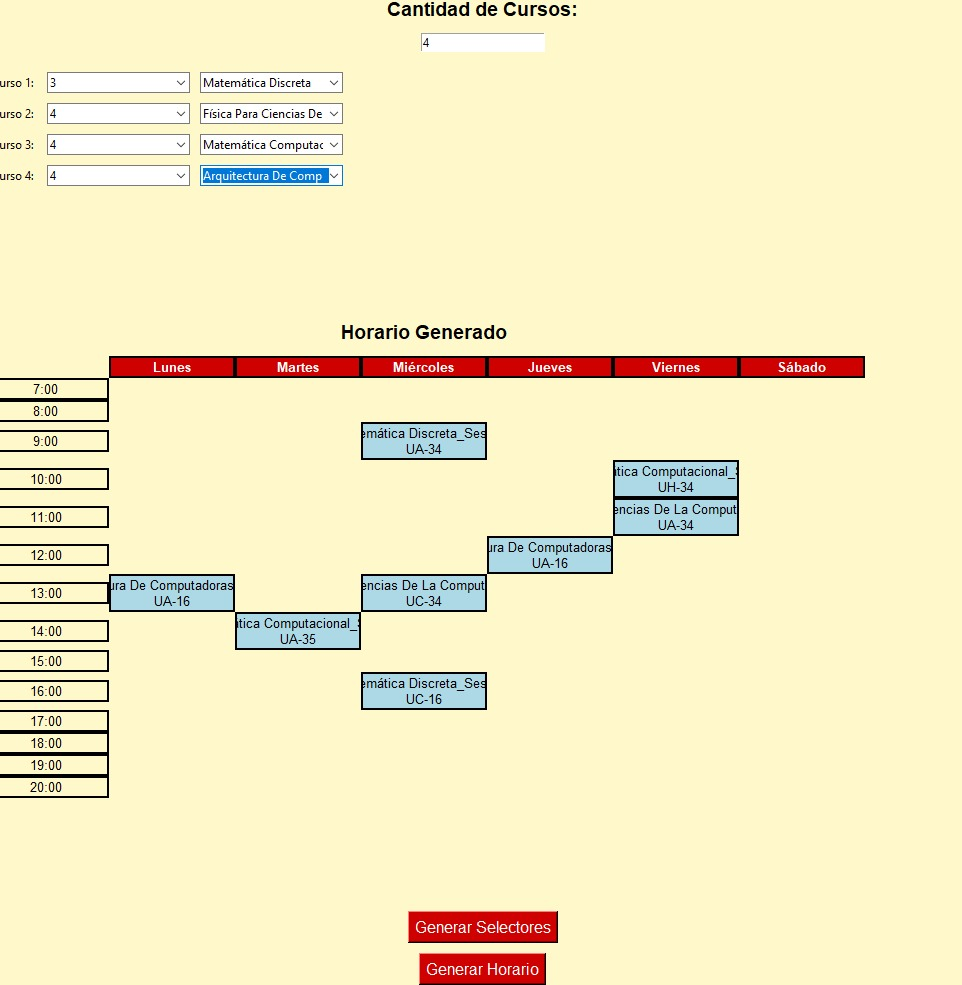 Cantidad de Cursos:
4
urso 1: 3 Matemática Discreta
urso 2: 4 Física Para Ciencias De
urso 3: 4 Matemática Computac
urso 4: 4 Arquitectura De Comp
Horario Generado
Lunes Martes Miércoles Jueves Viernes Sábado
7:00
8:00
9:00 emática Discreta_Ses
UA-34
10:00 ática Computacional_S
UH-34
11:00 encias De La Comput
UA-34
12:00 ura De Computadoras
UA-16
13:00 ura De Computadoras encias De La Comput
UA-16 UC-34
14:00 ática Computacional_S
UA-35
15:00
16:00 emática Discreta_Ses
UC-16
17:00
18:00
19:00
20:00
Generar Selectores
Generar Horario